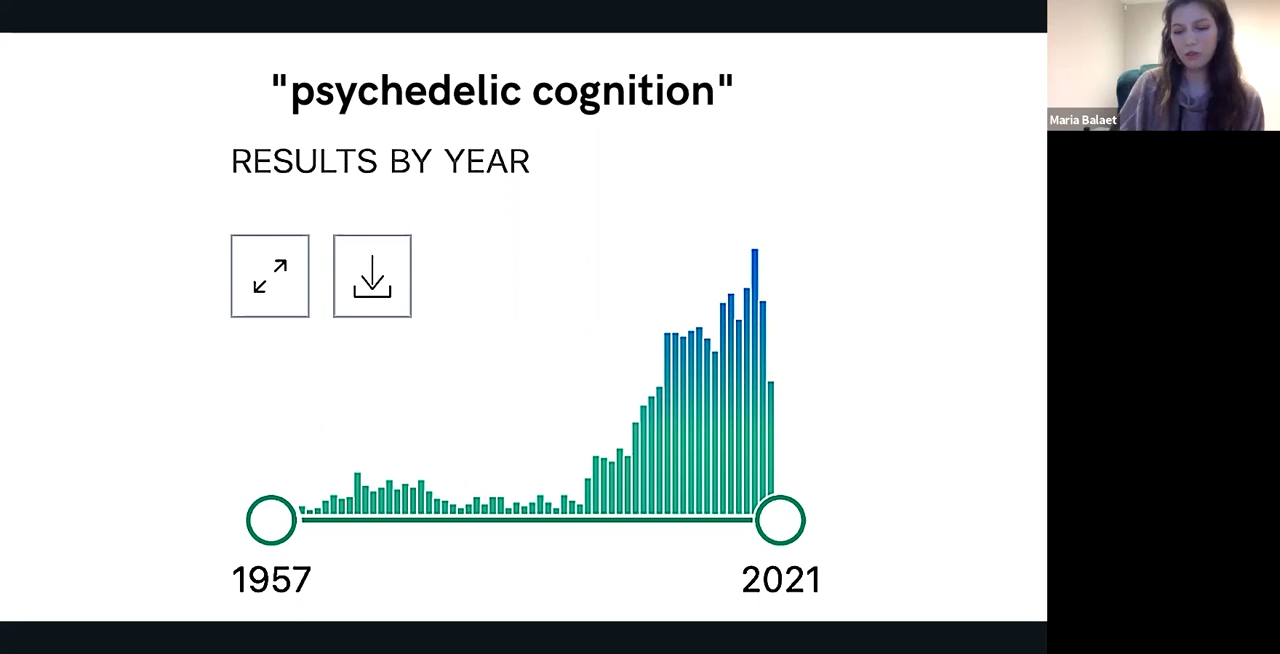 "psychedelic cognition"
RESULTS BY YEAR
1957
2021
Maria Balaet